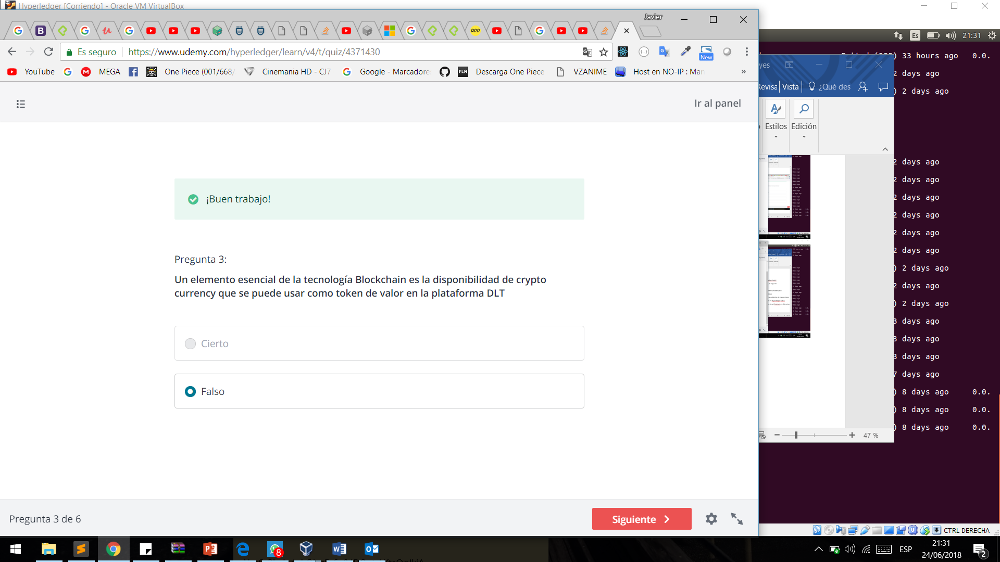 Hyperledger [Corriendo] - Oracle VM VirtualBox
Javier
Es seguro
https://www.udemy.com/hyperledger/learn/v4/t/quiz/4371430
New
YouTube
MEGA
One Piece (001/668/
Cinemania HD - CJ7
Google - Marcadore
FLN
Descarga One Piece
VZANIME
Host en NO-IP : Man
»
Ir al panel
¡Buen trabajo!
Pregunta 3:
Un elemento esencial de la tecnología Blockchain es la disponibilidad de crypto
currency que se puede usar como token de valor en la plataforma DLT
Cierto
Falso
Pregunta 3 de 6
Siguiente
Es
21:31
) 33 hours ago 0.0.
yes
2 days ago
Revisa
Vista
¿Qué des
) 2 days ago
Estilos
Edición
2 days ago
2 days ago
2 days ago
2 days ago
2 days ago
2 days ago
) 2 days ago
2 days ago
) 2 days ago
3 days ago
3 days ago
3 days ago
7 days ago
) 8 days ago 0.0.
) 8 days ago 0.0.
) 8 days ago 0.0.
47 %
CTRL DERECHA
8
ESP
21:31
24/06/2018
2